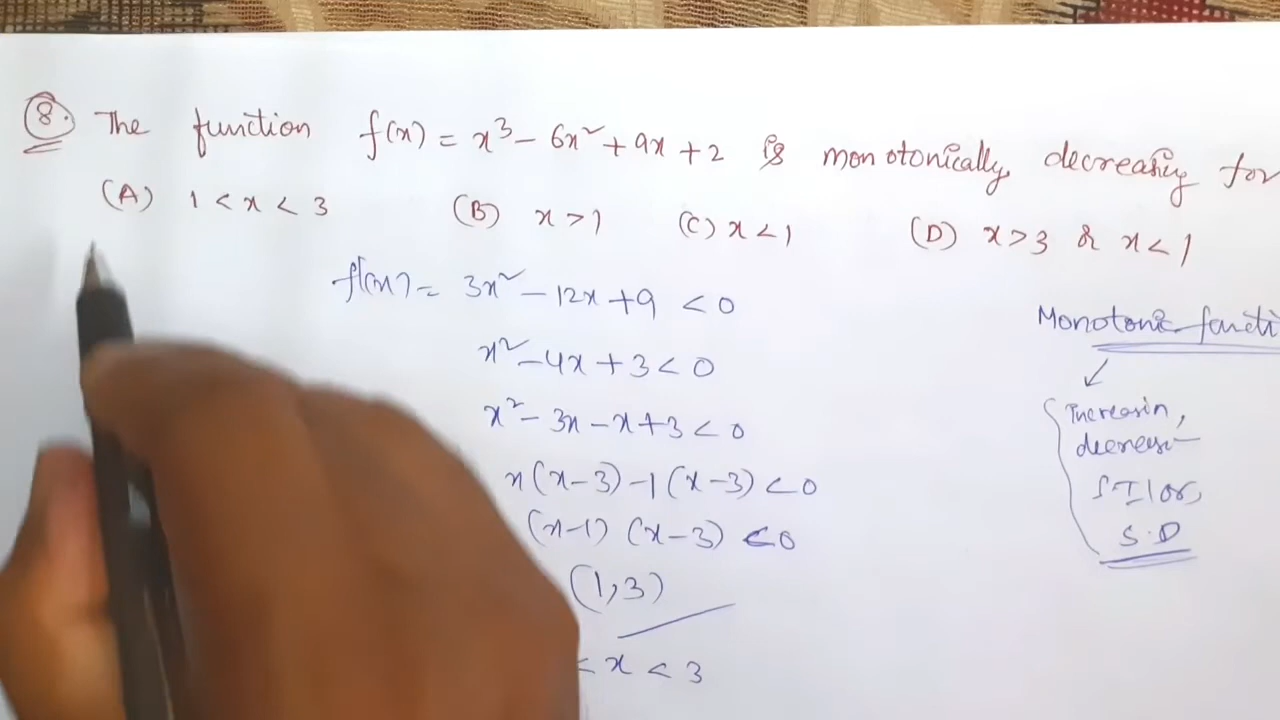 8. The function f(x) = x³ - 6x² + 9x + 2 is monotonically decreasing for
(A) 1 < x < 3 (B) x > 1 (C) x < 1 (D) x > 3 or x < 1
f'(x) = 3x² - 12x + 9 < 0
x² - 4x + 3 < 0
x² - 3x - x + 3 < 0
x(x-3) - 1(x-3) < 0
(x-1) (x-3) < 0
(1,3)
< x < 3
Monotonic functi
Increasin,
decreas
S.I or,
S.D